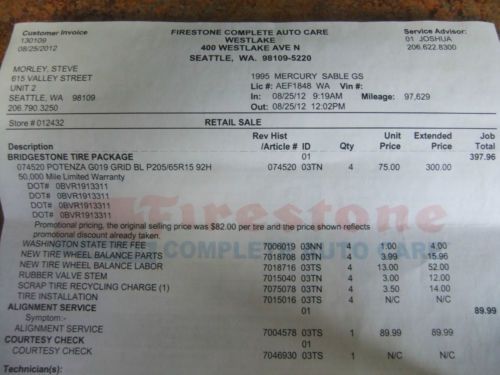 Customer Invoice
130109
08/25/2012
FIRESTONE COMPLETE AUTO CARE
WESTLAKE
400 WESTLAKE AVE N
SEATTLE, WA. 98109-5220
Service Advisor:
01 JOSHUA
206.622.8300
MORLEY, STEVE
615 VALLEY STREET
UNIT 2
SEATTLE, WA 98109
206.790.3250
1995 MERCURY SABLE GS
Lic #: AEF1848 WA Vin#:
In: 08/25/12 9:19AM Mileage: 97,629
Out: 08/25/12 12:02PM
Store # 012432
RETAIL SALE
Description Rev Hist /Article # ID Qty Unit Price Extended Price Job Total
BRIDGESTONE TIRE PACKAGE 01 397.96
074520 POTENZA G019 GRID BL P205/65R15 92H 074520 03TN 4 75.00 300.00
50,000 Mile Limited Warranty
DOT# 0BVR1913311
DOT# 0BVR1913311
DOT# 0BVR1913311
DOT# 0BVR1913311
Promotional pricing, the original selling price was $82.00 per tire and the price shown reflects
promotional discount already taken.
Firestone
COMPLETE AUTO CARE
WASHINGTON STATE TIRE FEE 7006019 03NN 4 1.00 4.00
NEW TIRE WHEEL BALANCE PARTS 7018708 03TN 4 3.99 15.96
NEW TIRE WHEEL BALANCE LABOR 7018716 03TS 4 13.00 52.00
RUBBER VALVE STEM 7015040 03TN 4 3.00 12.00
SCRAP TIRE RECYCLING CHARGE (1) 7075078 03TS 4 3.50 14.00
TIRE INSTALLATION 7015016 03TS 4 N/C N/C
ALIGNMENT SERVICE 01 89.99
Symptom:-
ALIGNMENT SERVICE 7004578 03TS 1 89.99 89.99
COURTESY CHECK 01
COURTESY CHECK 7046930 03TS 1 N/C N/C
Technician(s):